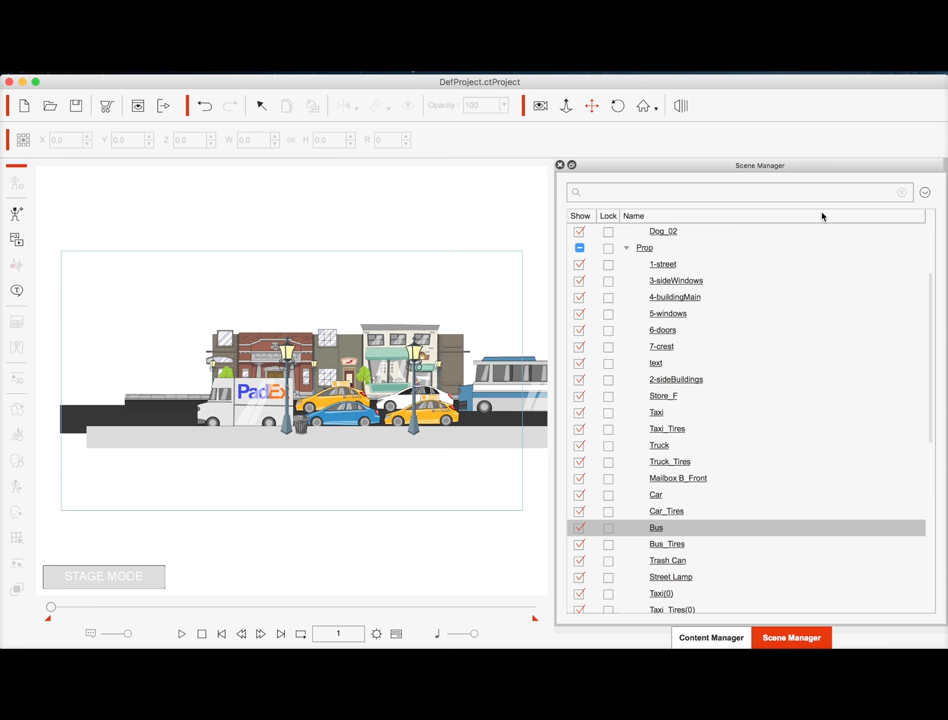 DefProject.ctProject
Opacity : 100
X 0.0 Y 0.0 Z 0.0 W 0.0 H 0.0 R 0
Scene Manager
Show Lock Name
Dog_02
Prop
1-street
3-sideWindows
4-buildingMain
5-windows
6-doors
7-crest
text
2-sideBuildings
Store_F
Taxi
Taxi_Tires
Truck
Truck_Tires
Mailbox B_Front
Car
Car_Tires
Bus
Bus_Tires
Trash Can
Street Lamp
Taxi(0)
Taxi_Tires(0)
PadEx
STAGE MODE
1
Content Manager Scene Manager